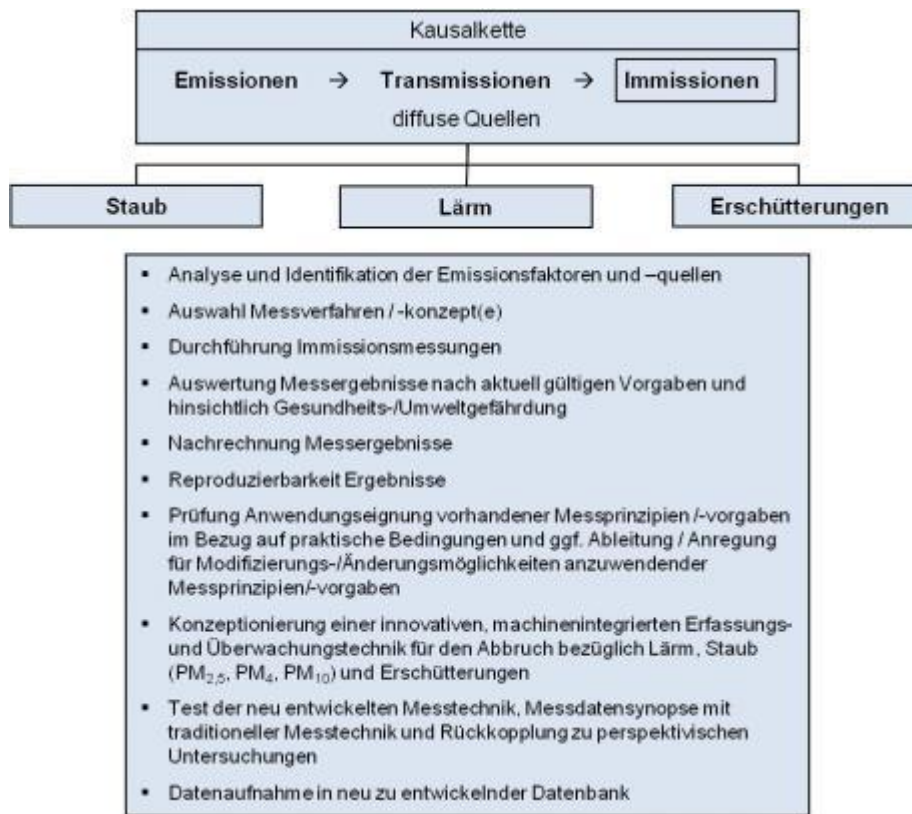 Kausalkette
Emissionen → Transmissionen → Immissionen
diffuse Quellen
Staub Lärm Erschütterungen
▪ Analyse und Identifikation der Emissionsfaktoren und –quellen
▪ Auswahl Messverfahren / -konzept(e)
▪ Durchführung Immissionsmessungen
▪ Auswertung Messergebnisse nach aktuell gültigen Vorgaben und
hinsichtlich Gesundheits-/Umweltgefährdung
▪ Nachrechnung Messergebnisse
▪ Reproduzierbarkeit Ergebnisse
▪ Prüfung Anwendungseignung vorhandener Messprinzipien /-vorgaben
im Bezug auf praktische Bedingungen und ggf. Ableitung / Anregung
für Modifizierungs-/Änderungsmöglichkeiten anzuwendender
Messprinzipien/-vorgaben
▪ Konzeptionierung einer innovativen, machinenintegrierten Erfassungs-
und Überwachungstechnik für den Abbruch bezüglich Lärm, Staub
(PM2,5, PM4, PM10) und Erschütterungen
▪ Test der neu entwickelten Messtechnik, Messdatensynopse mit
traditioneller Messtechnik und Rückkopplung zu perspektivischen
Untersuchungen
▪ Datenaufnahme in neu zu entwickelnder Datenbank